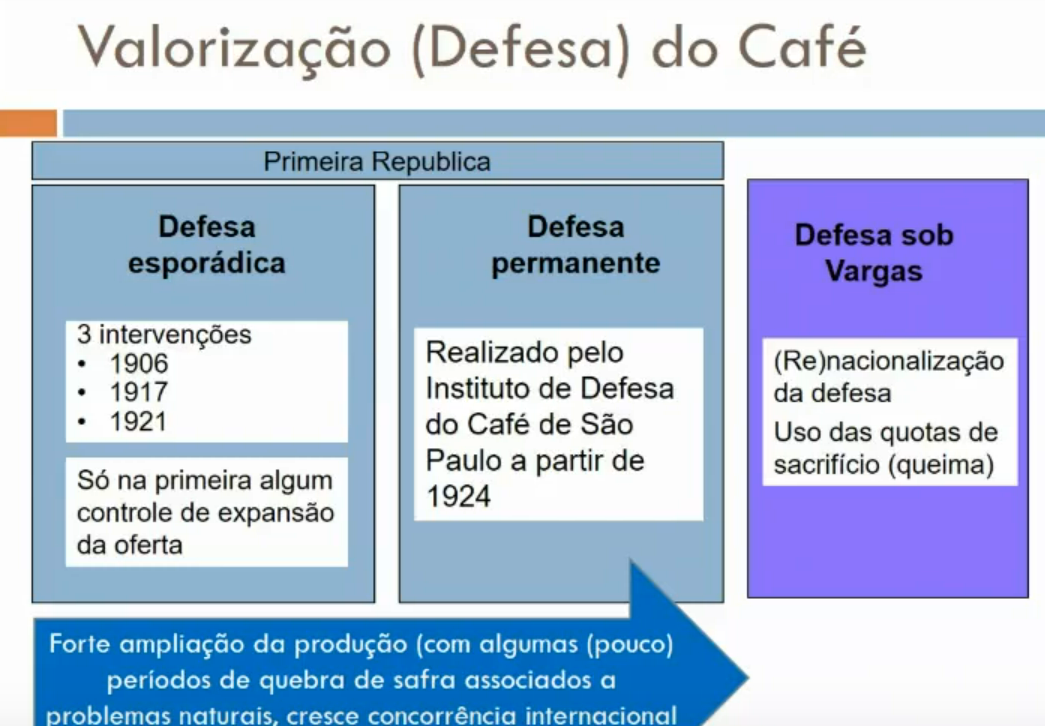 Valorização (Defesa) do Café
Primeira Republica
Defesa
esporádica
3 intervenções
• 1906
• 1917
• 1921
Só na primeira algum
controle de expansão
da oferta
Defesa
permanente
Realizado pelo
Instituto de Defesa
do Café de São
Paulo a partir de
1924
Defesa sob
Vargas
(Re)nacionalização
da defesa
Uso das quotas de
sacrifício (queima)
Forte ampliação da produção (com algumas (pouco)
períodos de quebra de safra associados a
problemas naturais, cresce concorrência internacional